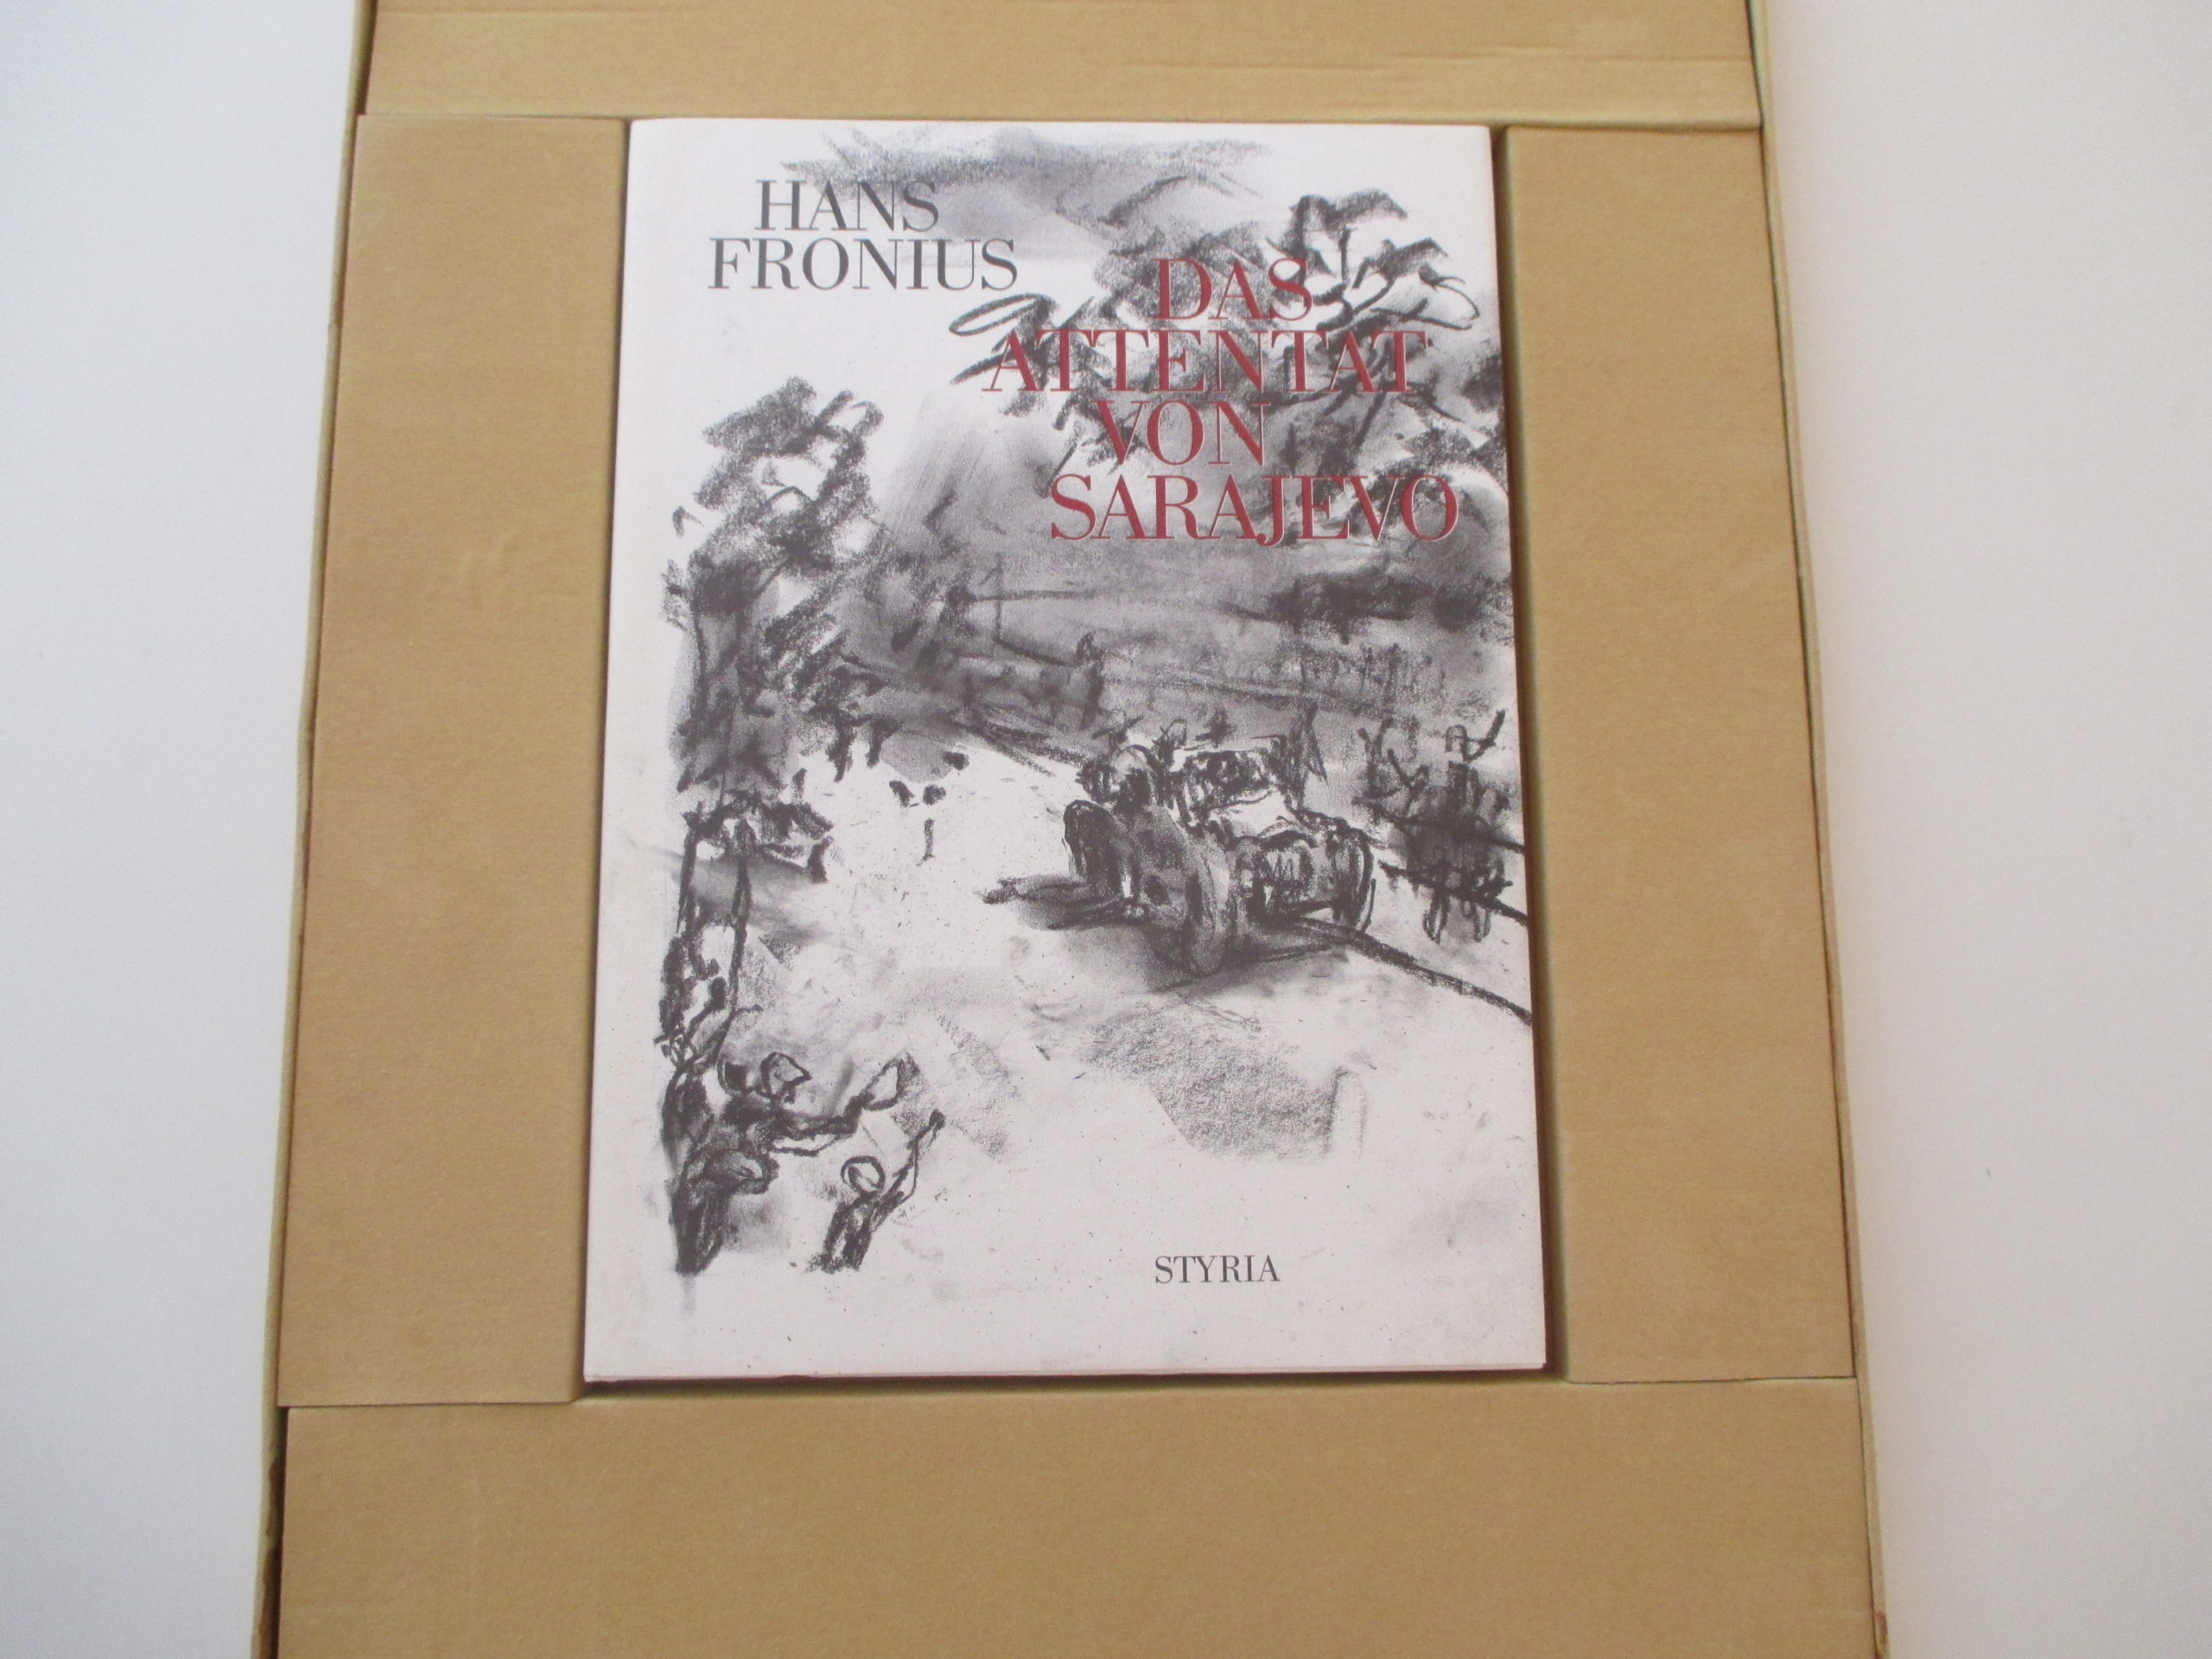 HANS
FRONIUS
DAS
ATTENTAT
VON
SARAJEVO
STYRIA